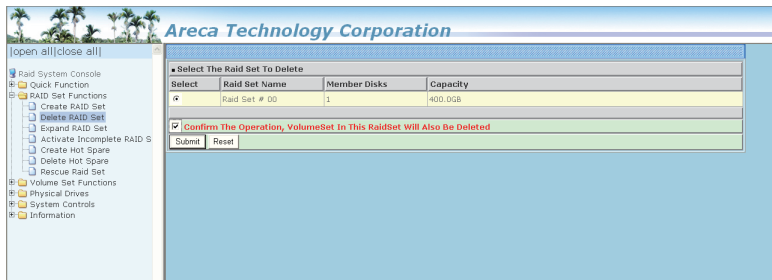 Areca Technology Corporation
|open all|close all|
Raid System Console
Quick Function
RAID Set Functions
Create RAID Set
Delete RAID Set
Expand RAID Set
Activate Incomplete RAID S
Create Hot Spare
Delete Hot Spare
Rescue Raid Set
Volume Set Functions
Physical Drives
System Controls
Information
Select The Raid Set To Delete
Select Raid Set Name Member Disks Capacity
Raid Set # 00 1 400.0GB
Confirm The Operation, VolumeSet In This RaidSet Will Also Be Deleted
Submit Reset